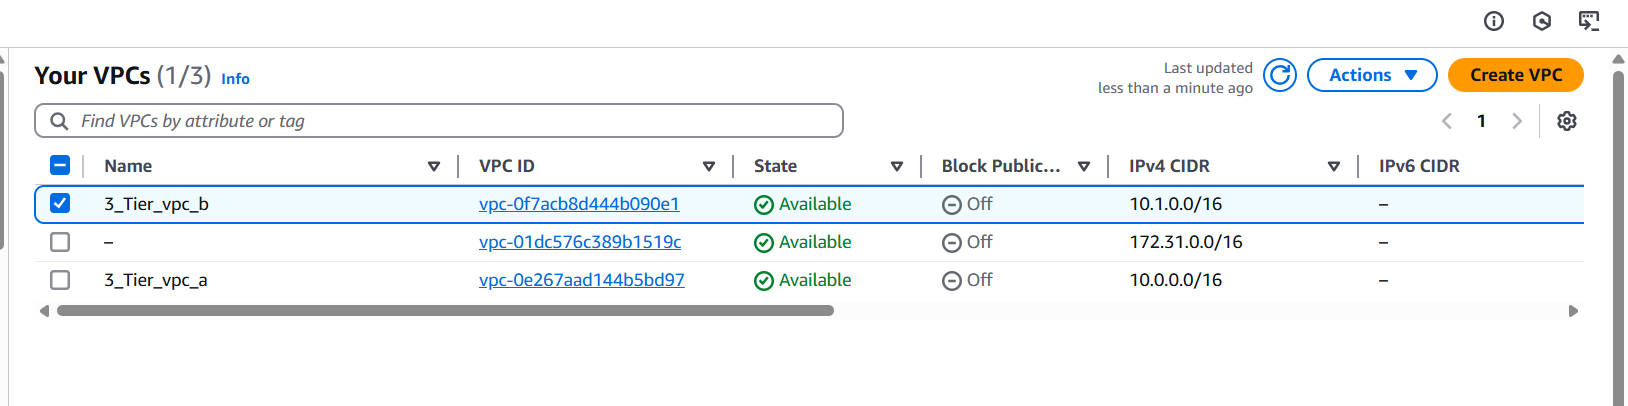 Your VPCs (1/3) Info
Last updated
less than a minute ago
Actions
Create VPC
Find VPCs by attribute or tag
1
Name VPC ID State Block Public... IPv4 CIDR IPv6 CIDR
3_Tier_vpc_b vpc-0f7acb8d444b090e1 Available Off 10.1.0.0/16 –
– vpc-01dc576c389b1519c Available Off 172.31.0.0/16 –
3_Tier_vpc_a vpc-0e267aad144b5bd97 Available Off 10.0.0.0/16 –